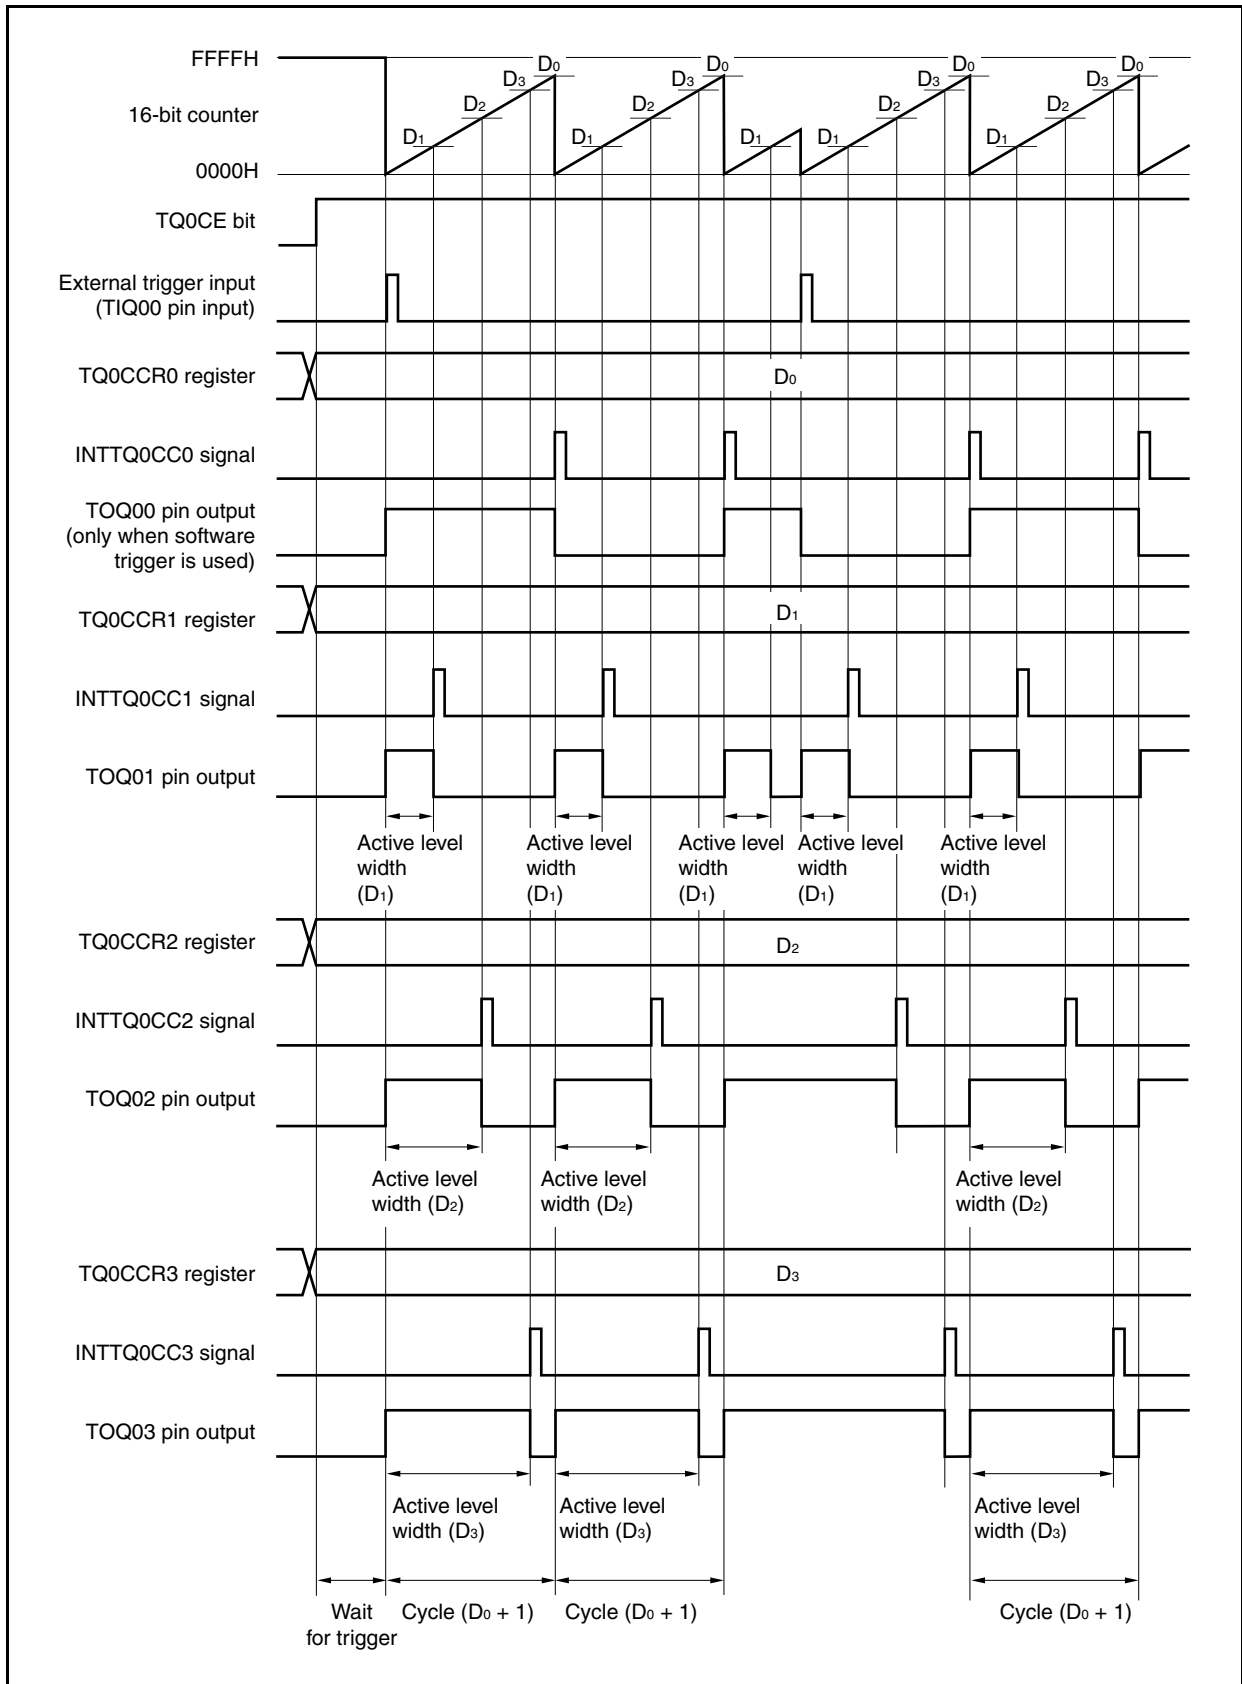 FFFFH
D0 D0 D0 D0
D3 D3 D3 D3
16-bit counter
D2 D2 D2 D2
D1 D1 D1 D1 D1
0000H
TQ0CE bit
External trigger input
(TIQ00 pin input)
TQ0CCR0 register
D0
INTTQ0CC0 signal
TOQ00 pin output
(only when software
trigger is used)
TQ0CCR1 register
D1
INTTQ0CC1 signal
TOQ01 pin output
Active level Active level Active level Active level Active level
width width width width width
(D1) (D1) (D1) (D1) (D1)
TQ0CCR2 register
D2
INTTQ0CC2 signal
TOQ02 pin output
Active level Active level Active level
width (D2) width (D2) width (D2)
TQ0CCR3 register
D3
INTTQ0CC3 signal
TOQ03 pin output
Active level Active level Active level
width (D3) width (D3) width (D3)
Wait Cycle (D0 + 1) Cycle (D0 + 1) Cycle (D0 + 1)
for trigger